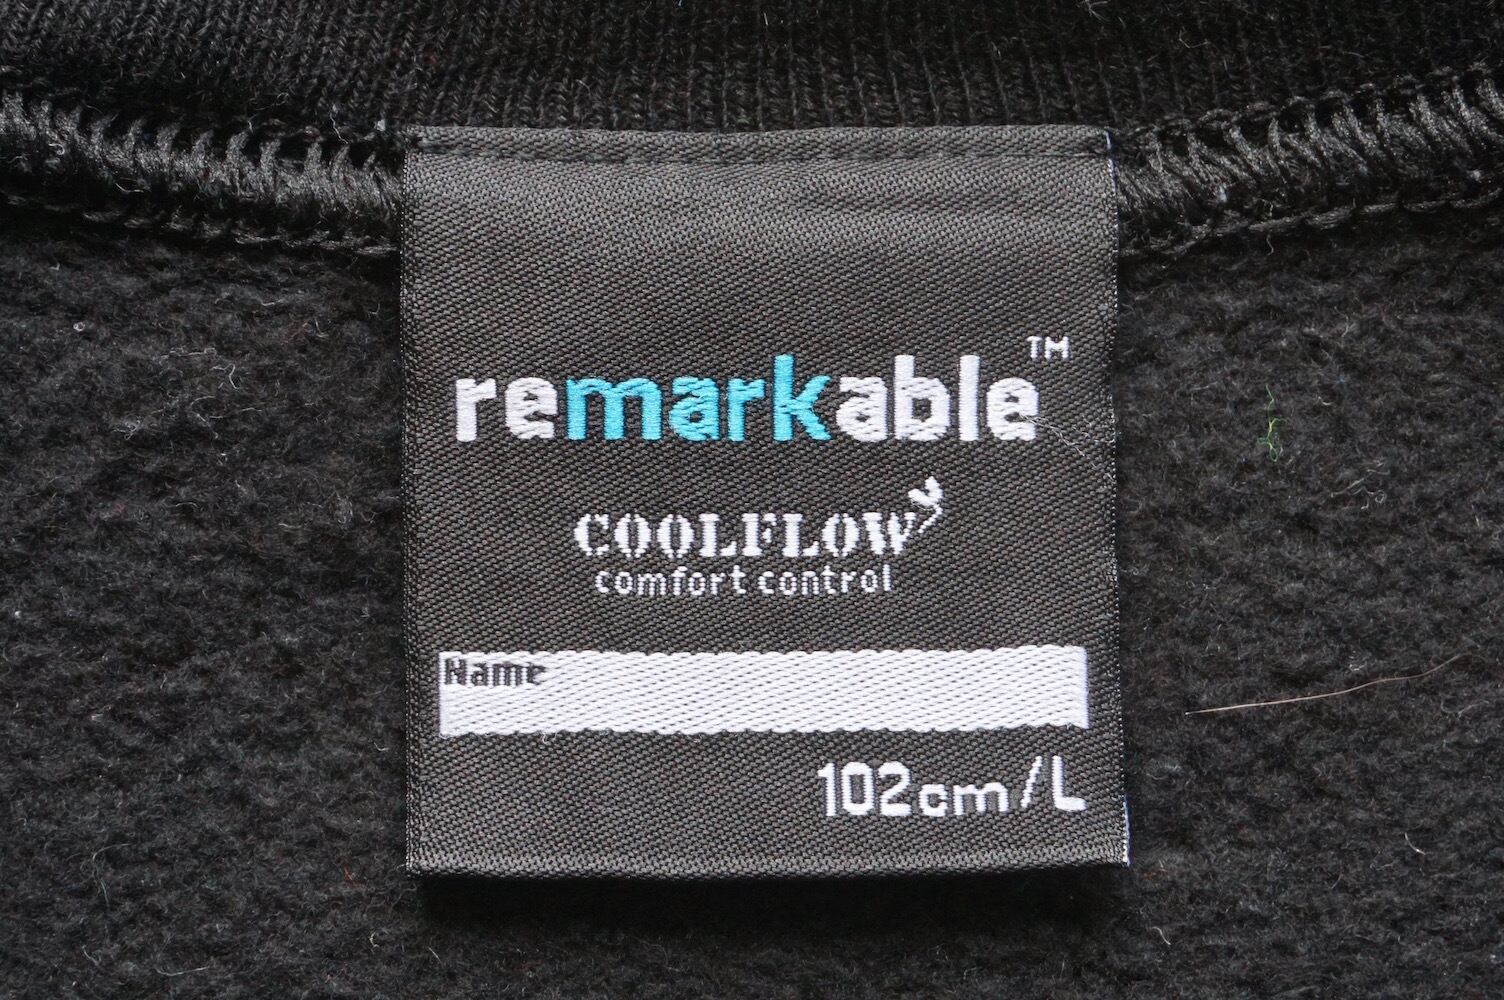 remarkable™
COOLFLOW
comfort control
Name
102cm/L